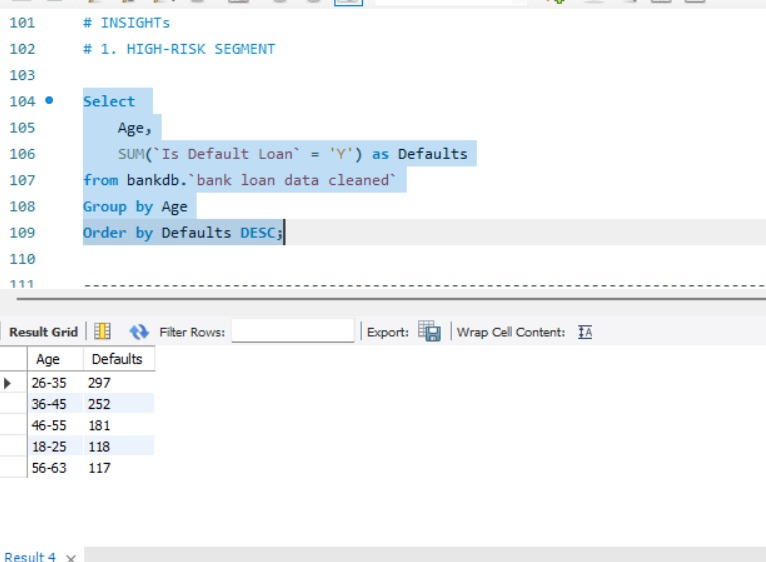 101 # INSIGHTs
102 # 1. HIGH-RISK SEGMENT
103
104 Select
105 Age,
106 SUM(`Is Default Loan` = 'Y') as Defaults
107 from bankdb.`bank loan data cleaned`
108 Group by Age
109 Order by Defaults DESC;
110
111 --------------------------------------------------------------------------------
Result Grid Filter Rows: Export: Wrap Cell Content:
Age Defaults
26-35 297
36-45 252
46-55 181
18-25 118
56-63 117
Result 4 ×